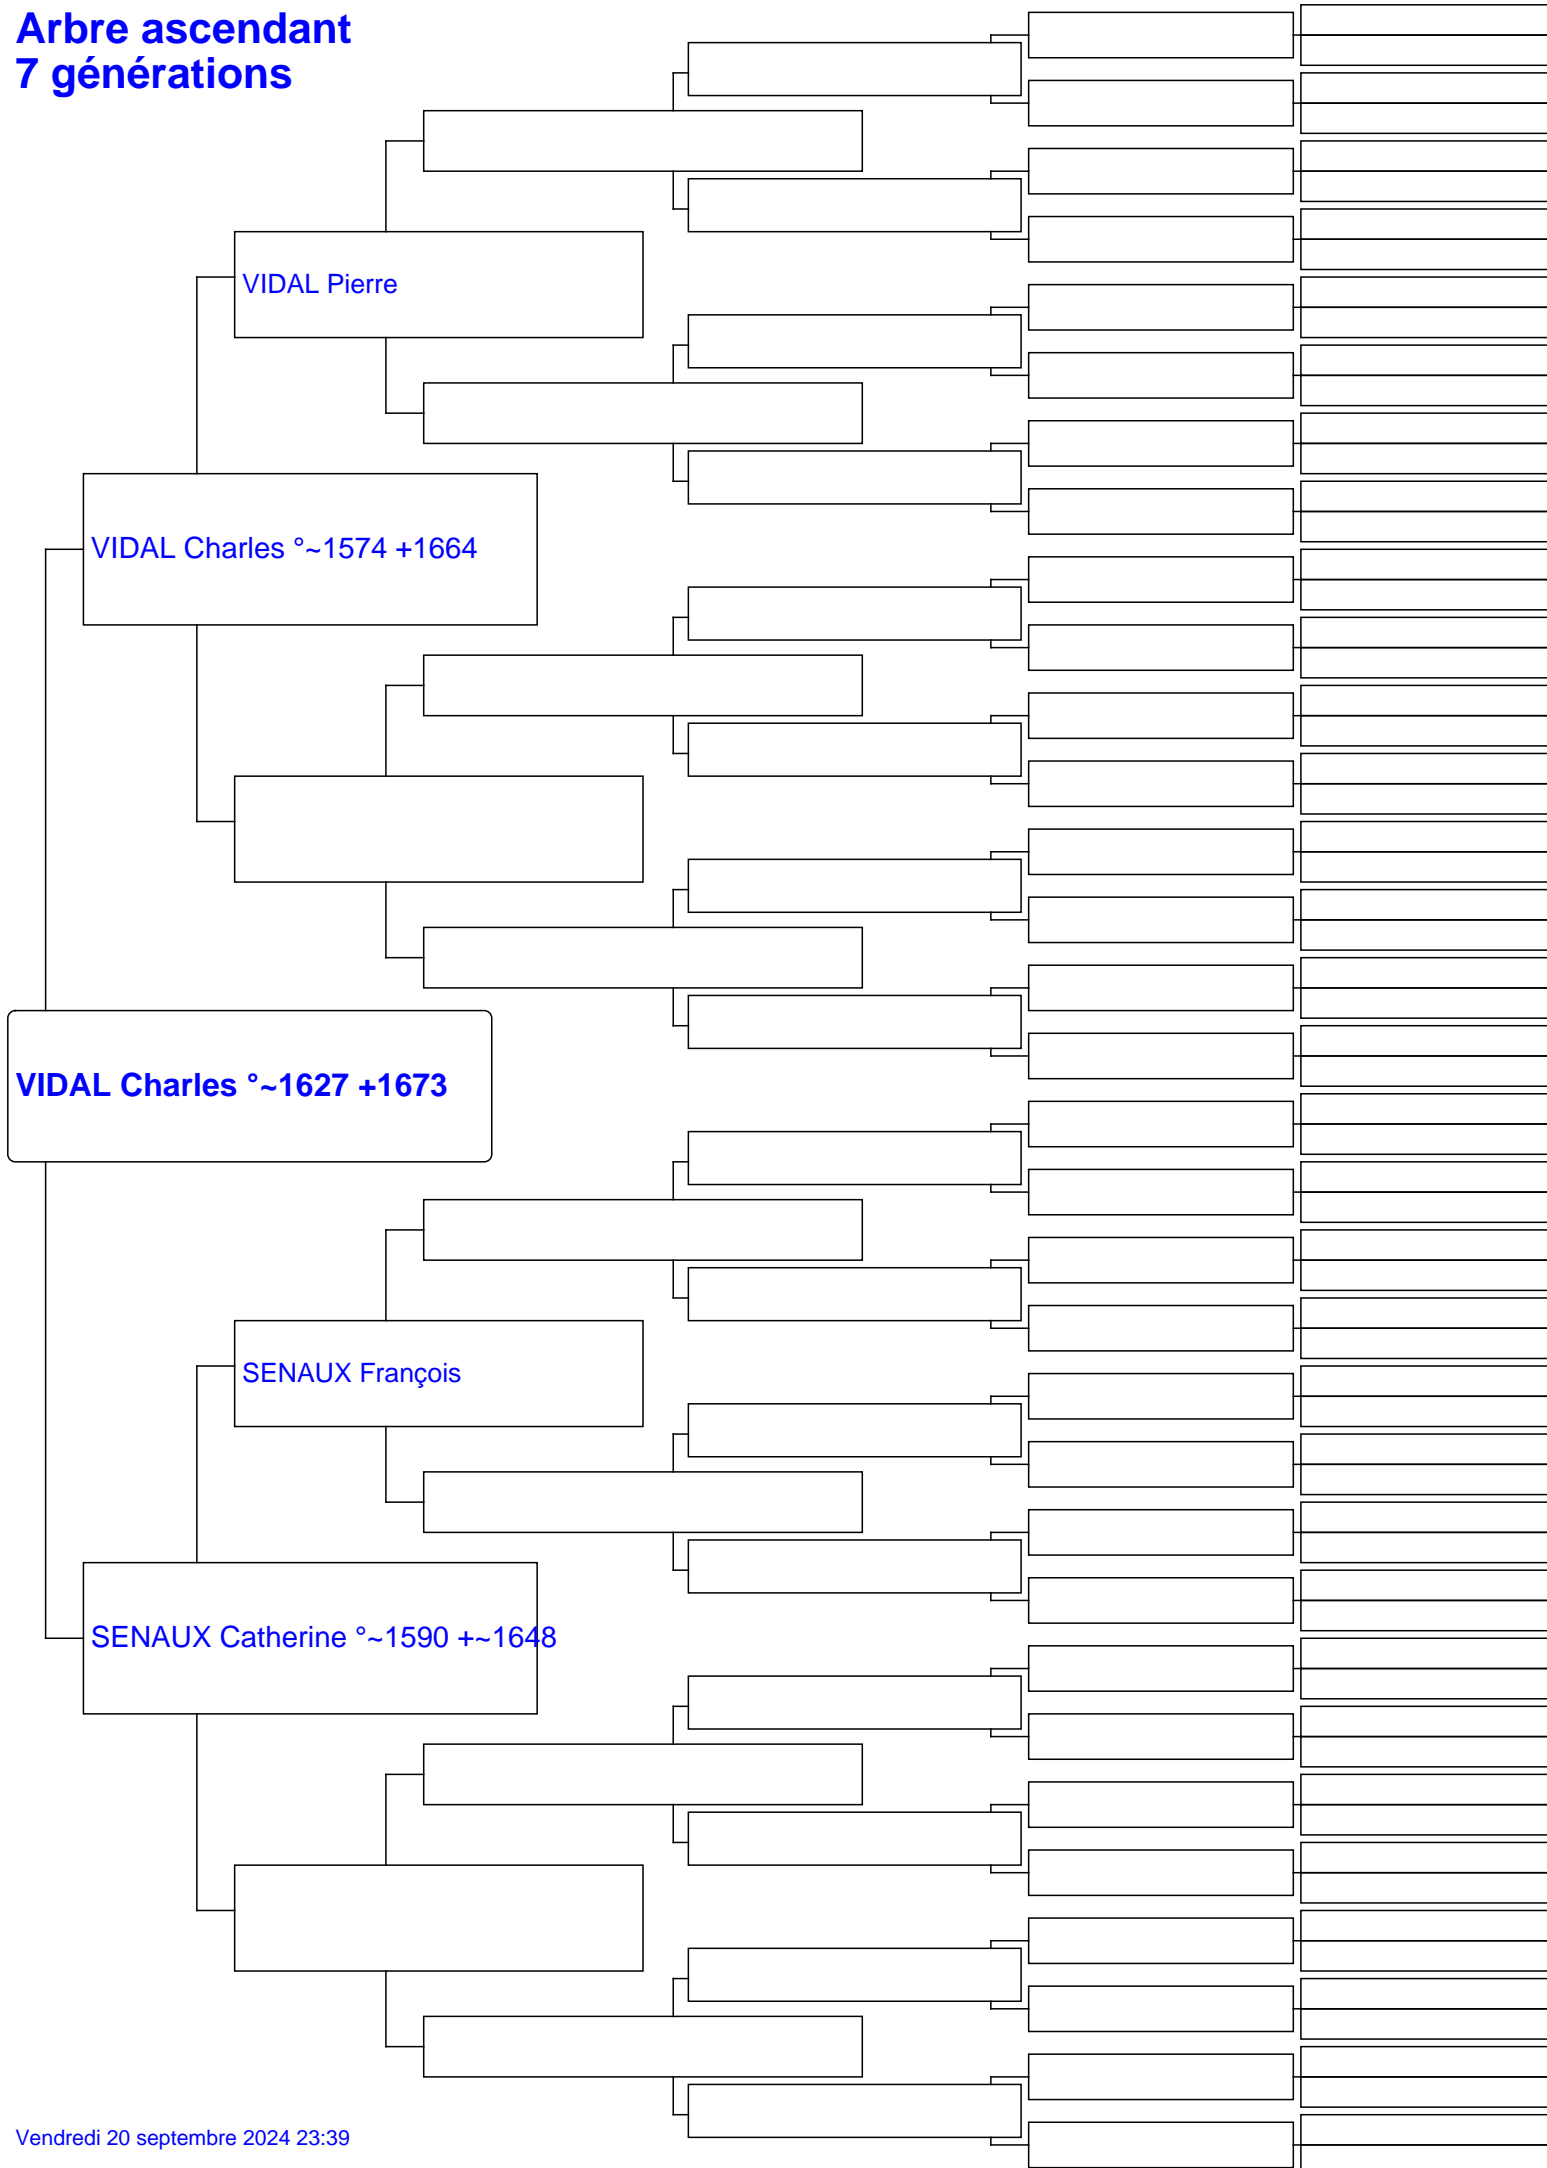 Arbre ascendant
7 générations
VIDAL Pierre
VIDAL Charles °~1574 +1664
VIDAL Charles °~1627 +1673
SENAUX François
SENAUX Catherine °~1590 +~1648
Vendredi 20 septembre 2024 23:39